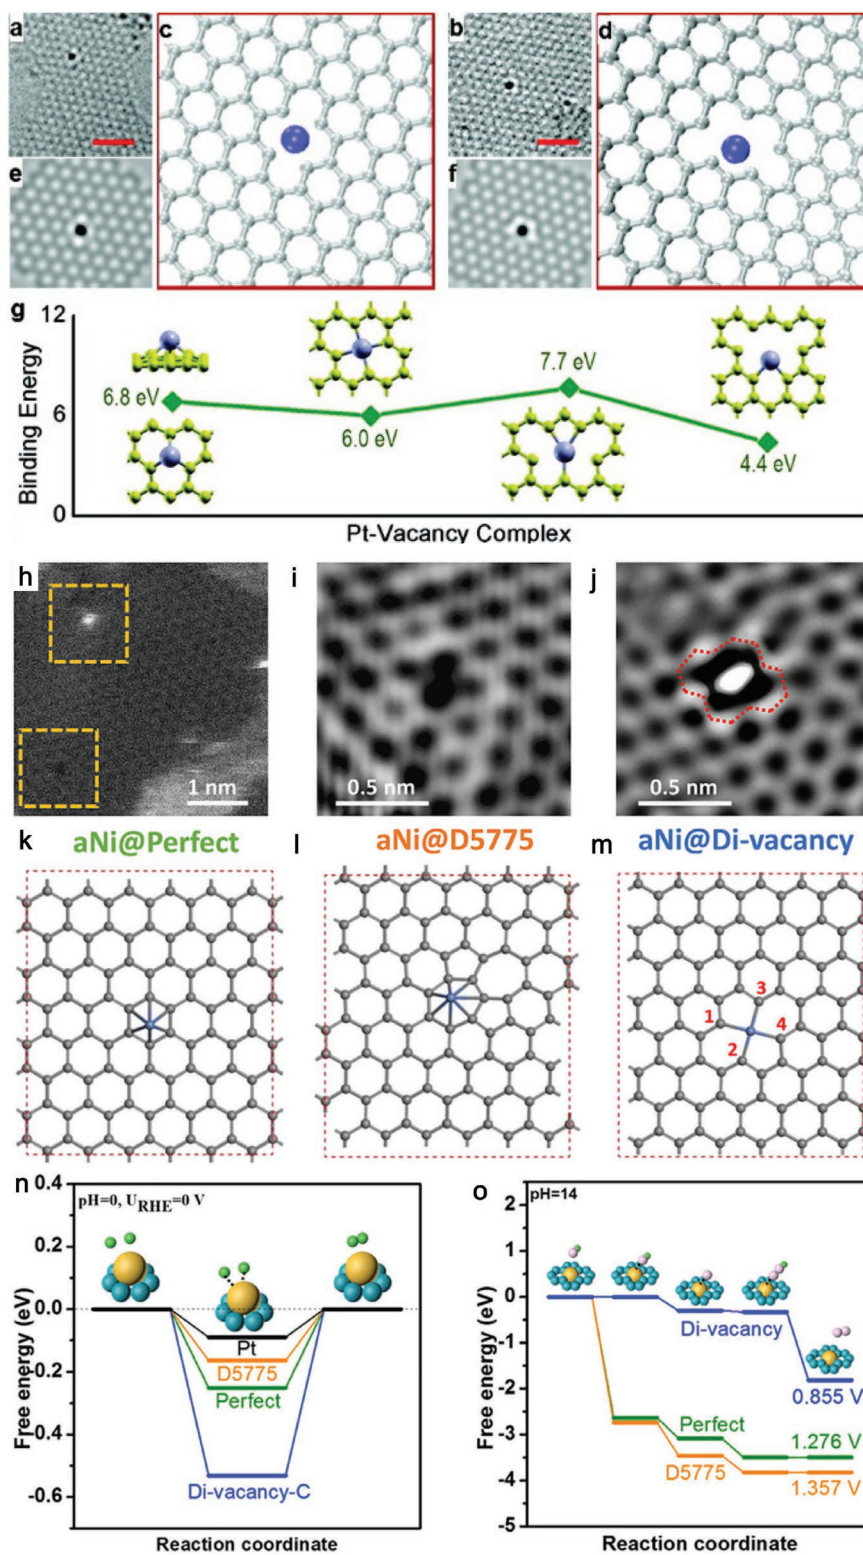 a
c
b
d
e
f
g
12
6
0
Binding Energy
6.8 eV
6.0 eV
7.7 eV
4.4 eV
Pt-Vacancy Complex
h
i
j
1 nm
0.5 nm
0.5 nm
k
aNi@Perfect
l
aNi@D5775
m
aNi@Di-vacancy
1
2
3
4
n
pH=0, URHE=0 V
0.4
0.2
0.0
-0.2
-0.4
-0.6
Free energy (eV)
Pt
D5775
Perfect
Di-vacancy-C
Reaction coordinate
o
pH=14
2
1
0
-1
-2
-3
-4
-5
Free energy (eV)
Di-vacancy
0.855 V
Perfect
1.276 V
D5775
1.357 V
Reaction coordinate